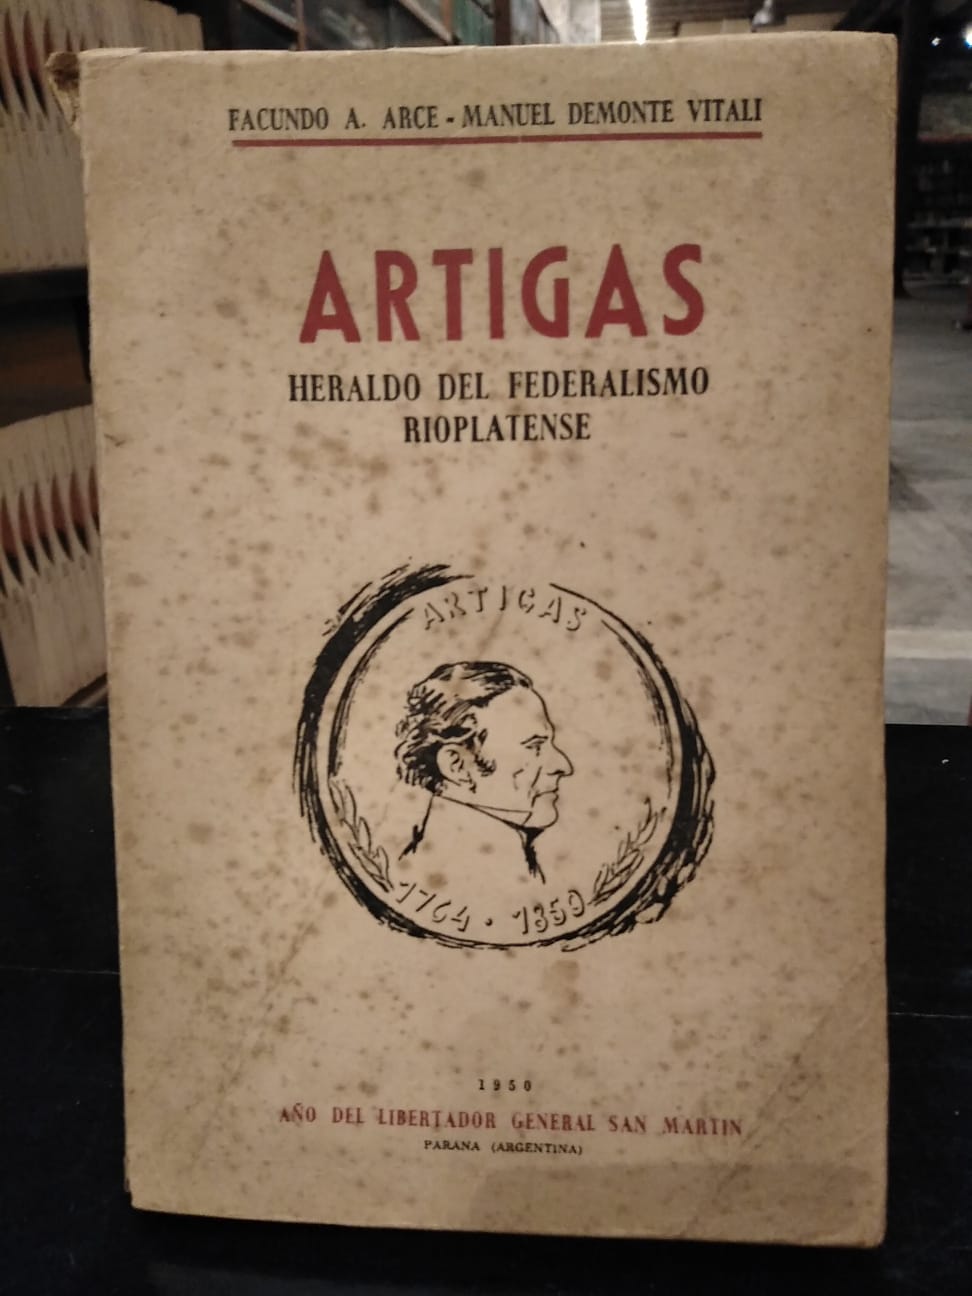 FACUNDO A. ARCE - MANUEL DEMONTE VITALI
ARTIGAS
HERALDO DEL FEDERALISMO
RIOPLATENSE
ARTIGAS
1764 · 1850
1950
AÑO DEL LIBERTADOR GENERAL SAN MARTIN
PARANA (ARGENTINA)